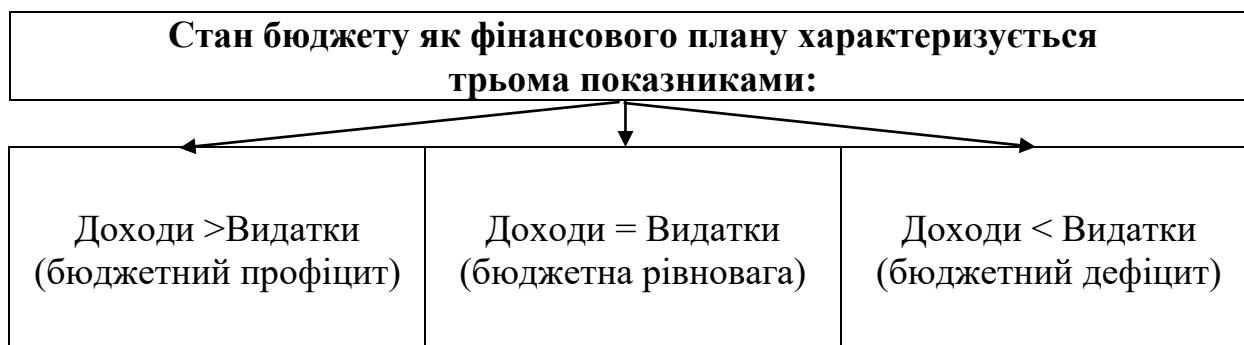 Стан бюджету як фінансового плану характеризується
трьома показниками:
Доходи >Видатки
(бюджетний профіцит)
Доходи = Видатки
(бюджетна рівновага)
Доходи < Видатки
(бюджетний дефіцит)